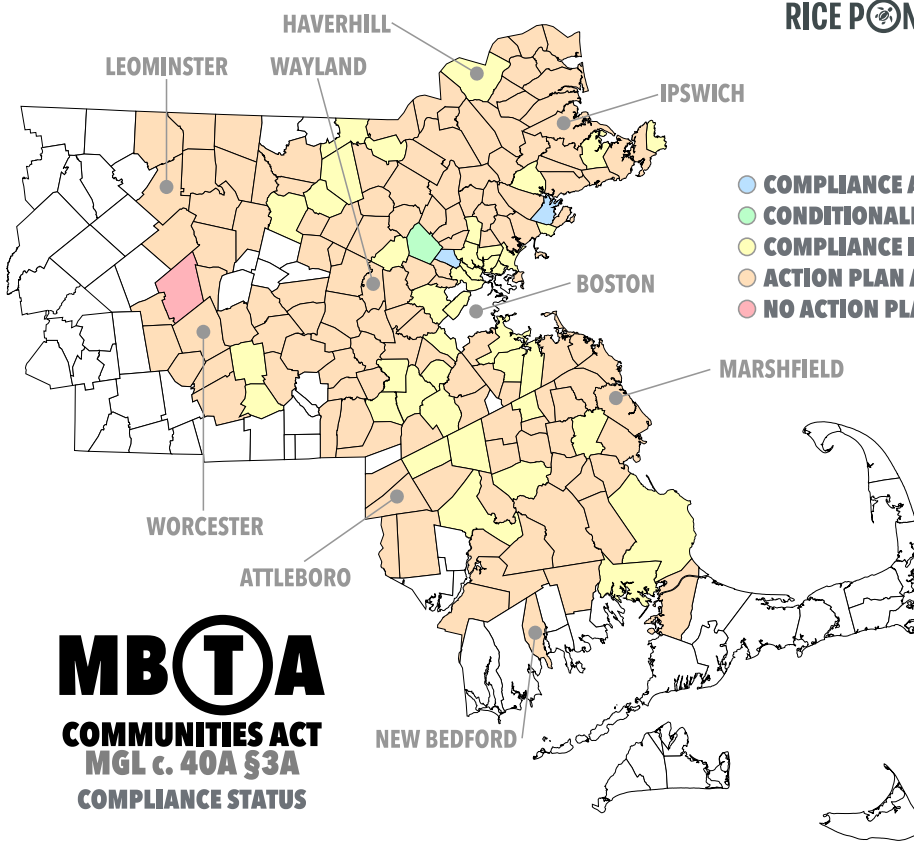 RICE P
HAVERHILL
LEOMINSTER
WAYLAND
IPSWICH
COMPLIANCE
CONDITIONAL
COMPLIANCE
ACTION PLAN
NO ACTION PLA
BOSTON
MARSHFIELD
WORCESTER
ATTLEBORO
NEW BEDFORD
MBTA
COMMUNITIES ACT
MGL c. 40A §3A
COMPLIANCE STATUS